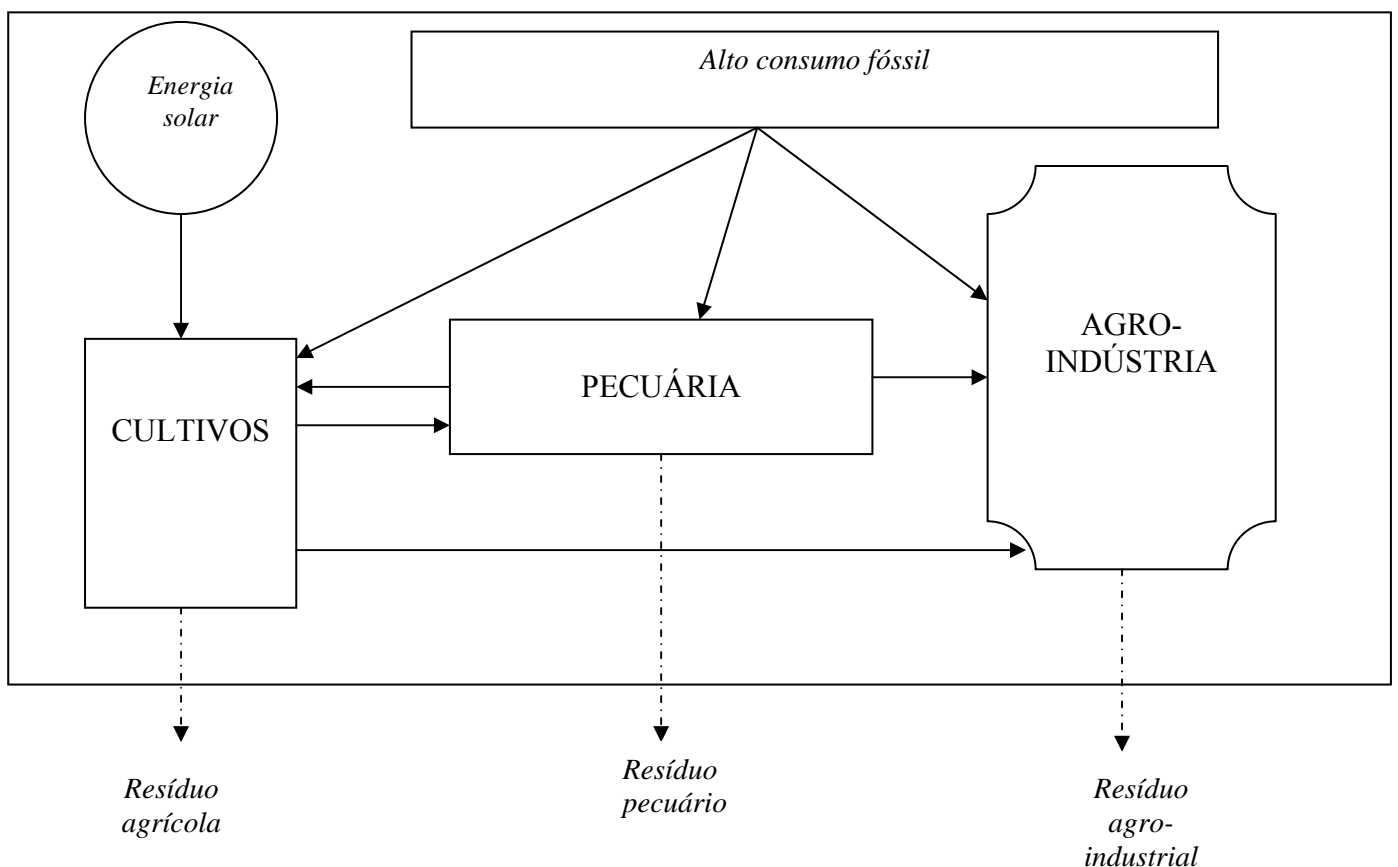 Energia
solar
Alto consumo fóssil
AGRO-
INDÚSTRIA
PECUÁRIA
CULTIVOS
Resíduo
agrícola
Resíduo
pecuário
Resíduo
agro-
industrial